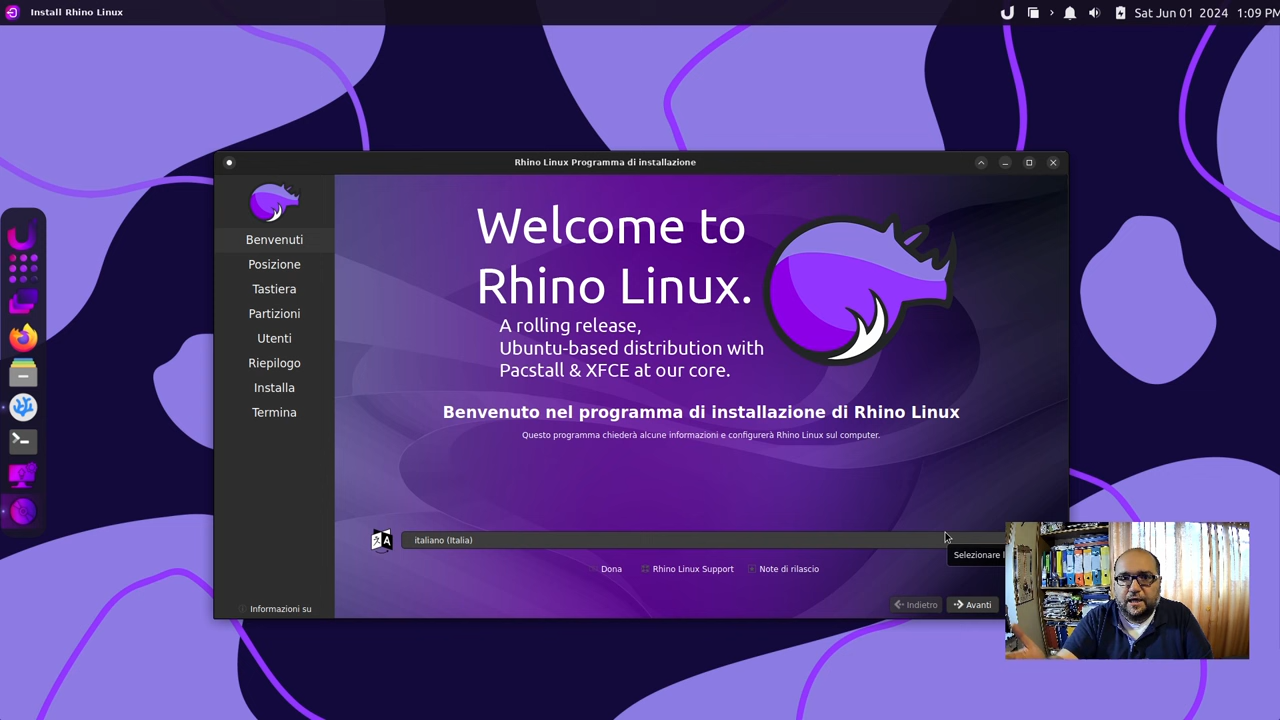 Install Rhino Linux
Sat Jun 01 2024 1:09 PM
Rhino Linux Programma di installazione
Benvenuti
Posizione
Tastiera
Partizioni
Utenti
Riepilogo
Installa
Termina
Informazioni su
Welcome to
Rhino Linux.
A rolling release,
Ubuntu-based distribution with
Pacstall & XFCE at our core.
Benvenuto nel programma di installazione di Rhino Linux
Questo programma chiederà alcune informazioni e configurerà Rhino Linux sul computer.
italiano (Italia)
Selezionare
Dona
Rhino Linux Support
Note di rilascio
Indietro
Avanti